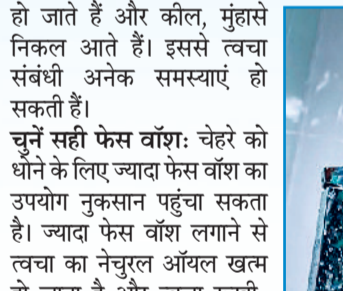 हो जाते हैं और कील, मुंहासे
निकल आते हैं। इससे त्वचा
संबंधी अनेक समस्याएं हो
सकती हैं।
चुनें सही फेस वॉशः चेहरे को
धोने के लिए ज्यादा फेस वॉश का
उपयोग नुकसान पहुंचा सकता
है। ज्यादा फेस वॉश लगाने से
त्वचा का नेचुरल ऑयल खत्म